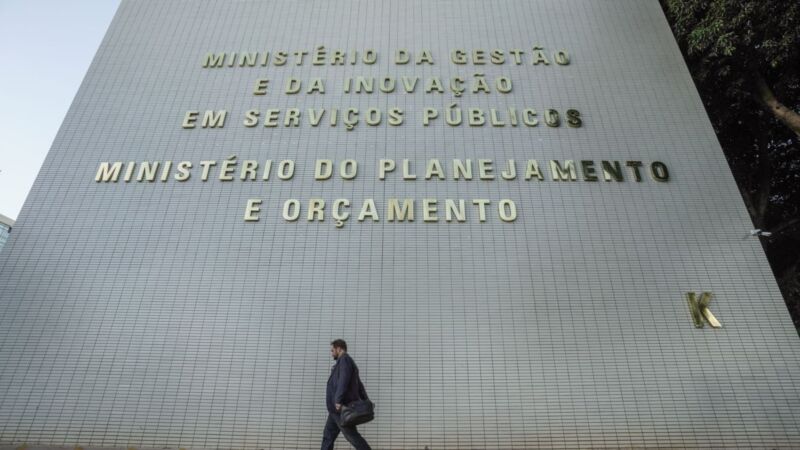 MINISTÉRIO DA GESTÃO
E DA INOVAÇÃO
EM SERVIÇOS PÚBLICOS
MINISTÉRIO DO PLANEJAMENTO
E ORÇAMENTO
K